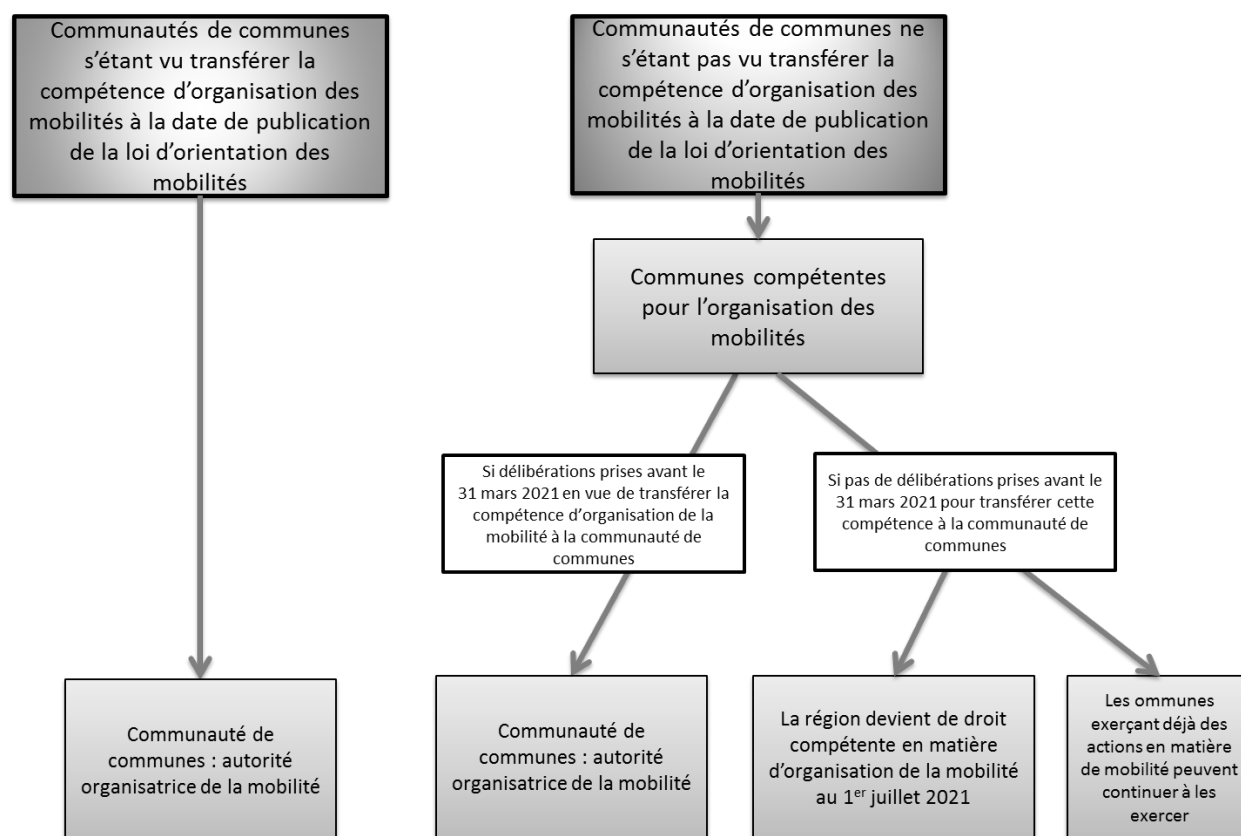 Communautés de communes
s'étant vu transférer la
compétence d'organisation des
mobilités à la date de publication
de la loi d'orientation des
mobilités
Communautés de communes ne
s'étant pas vu transférer la
compétence d'organisation des
mobilités à la date de publication
de la loi d'orientation des
mobilités
Communes compétentes
pour l'organisation des
mobilités
Si délibérations prises avant le
31 mars 2021 en vue de transférer la
compétence d'organisation de la
mobilité à la communauté de
communes
Si pas de délibérations prises avant le
31 mars 2021 pour transférer cette
compétence à la communauté de
communes
Communauté de
communes : autorité
organisatrice de la mobilité
Communauté de
communes : autorité
organisatrice de la mobilité
La région devient de droit
compétente en matière
d'organisation de la mobilité
au 1er juillet 2021
Les ommunes
exerçant déjà des
actions en matière
de mobilité peuvent
continuer à les
exercer